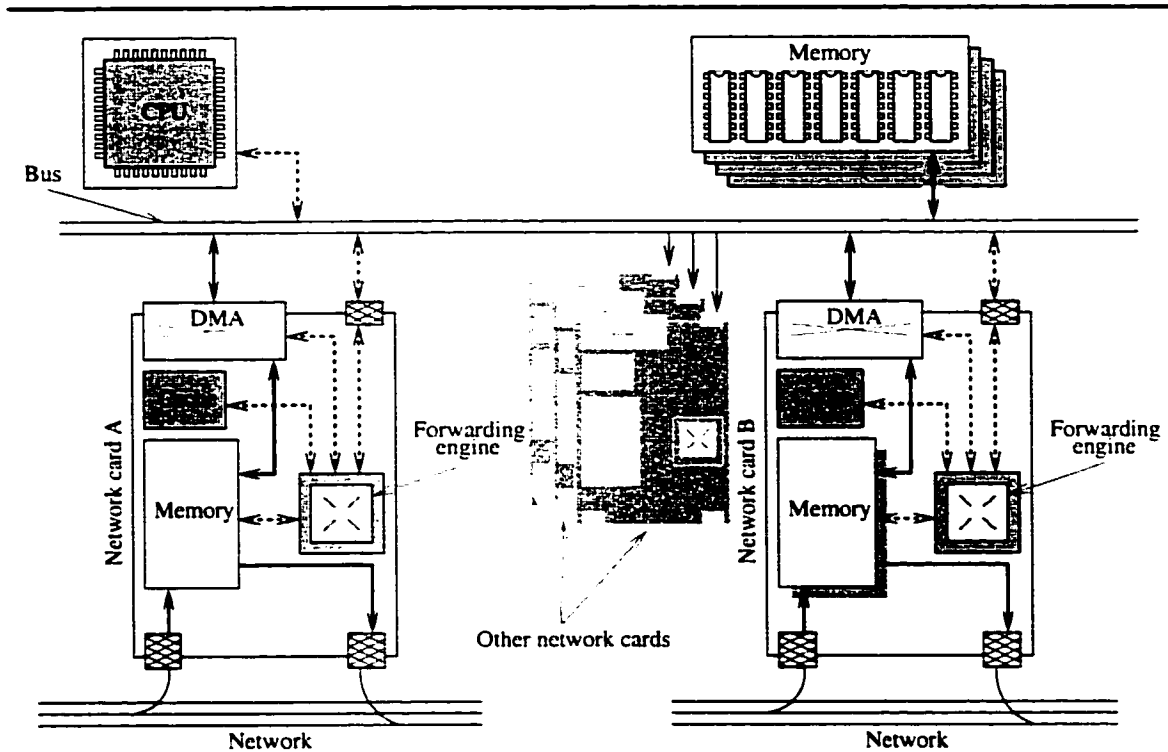 CPU
Memory
Bus
DMA
DMA
Network card A
Forwarding
engine
Network card B
Forwarding
engine
Memory
Memory
Other network cards
Network
Network